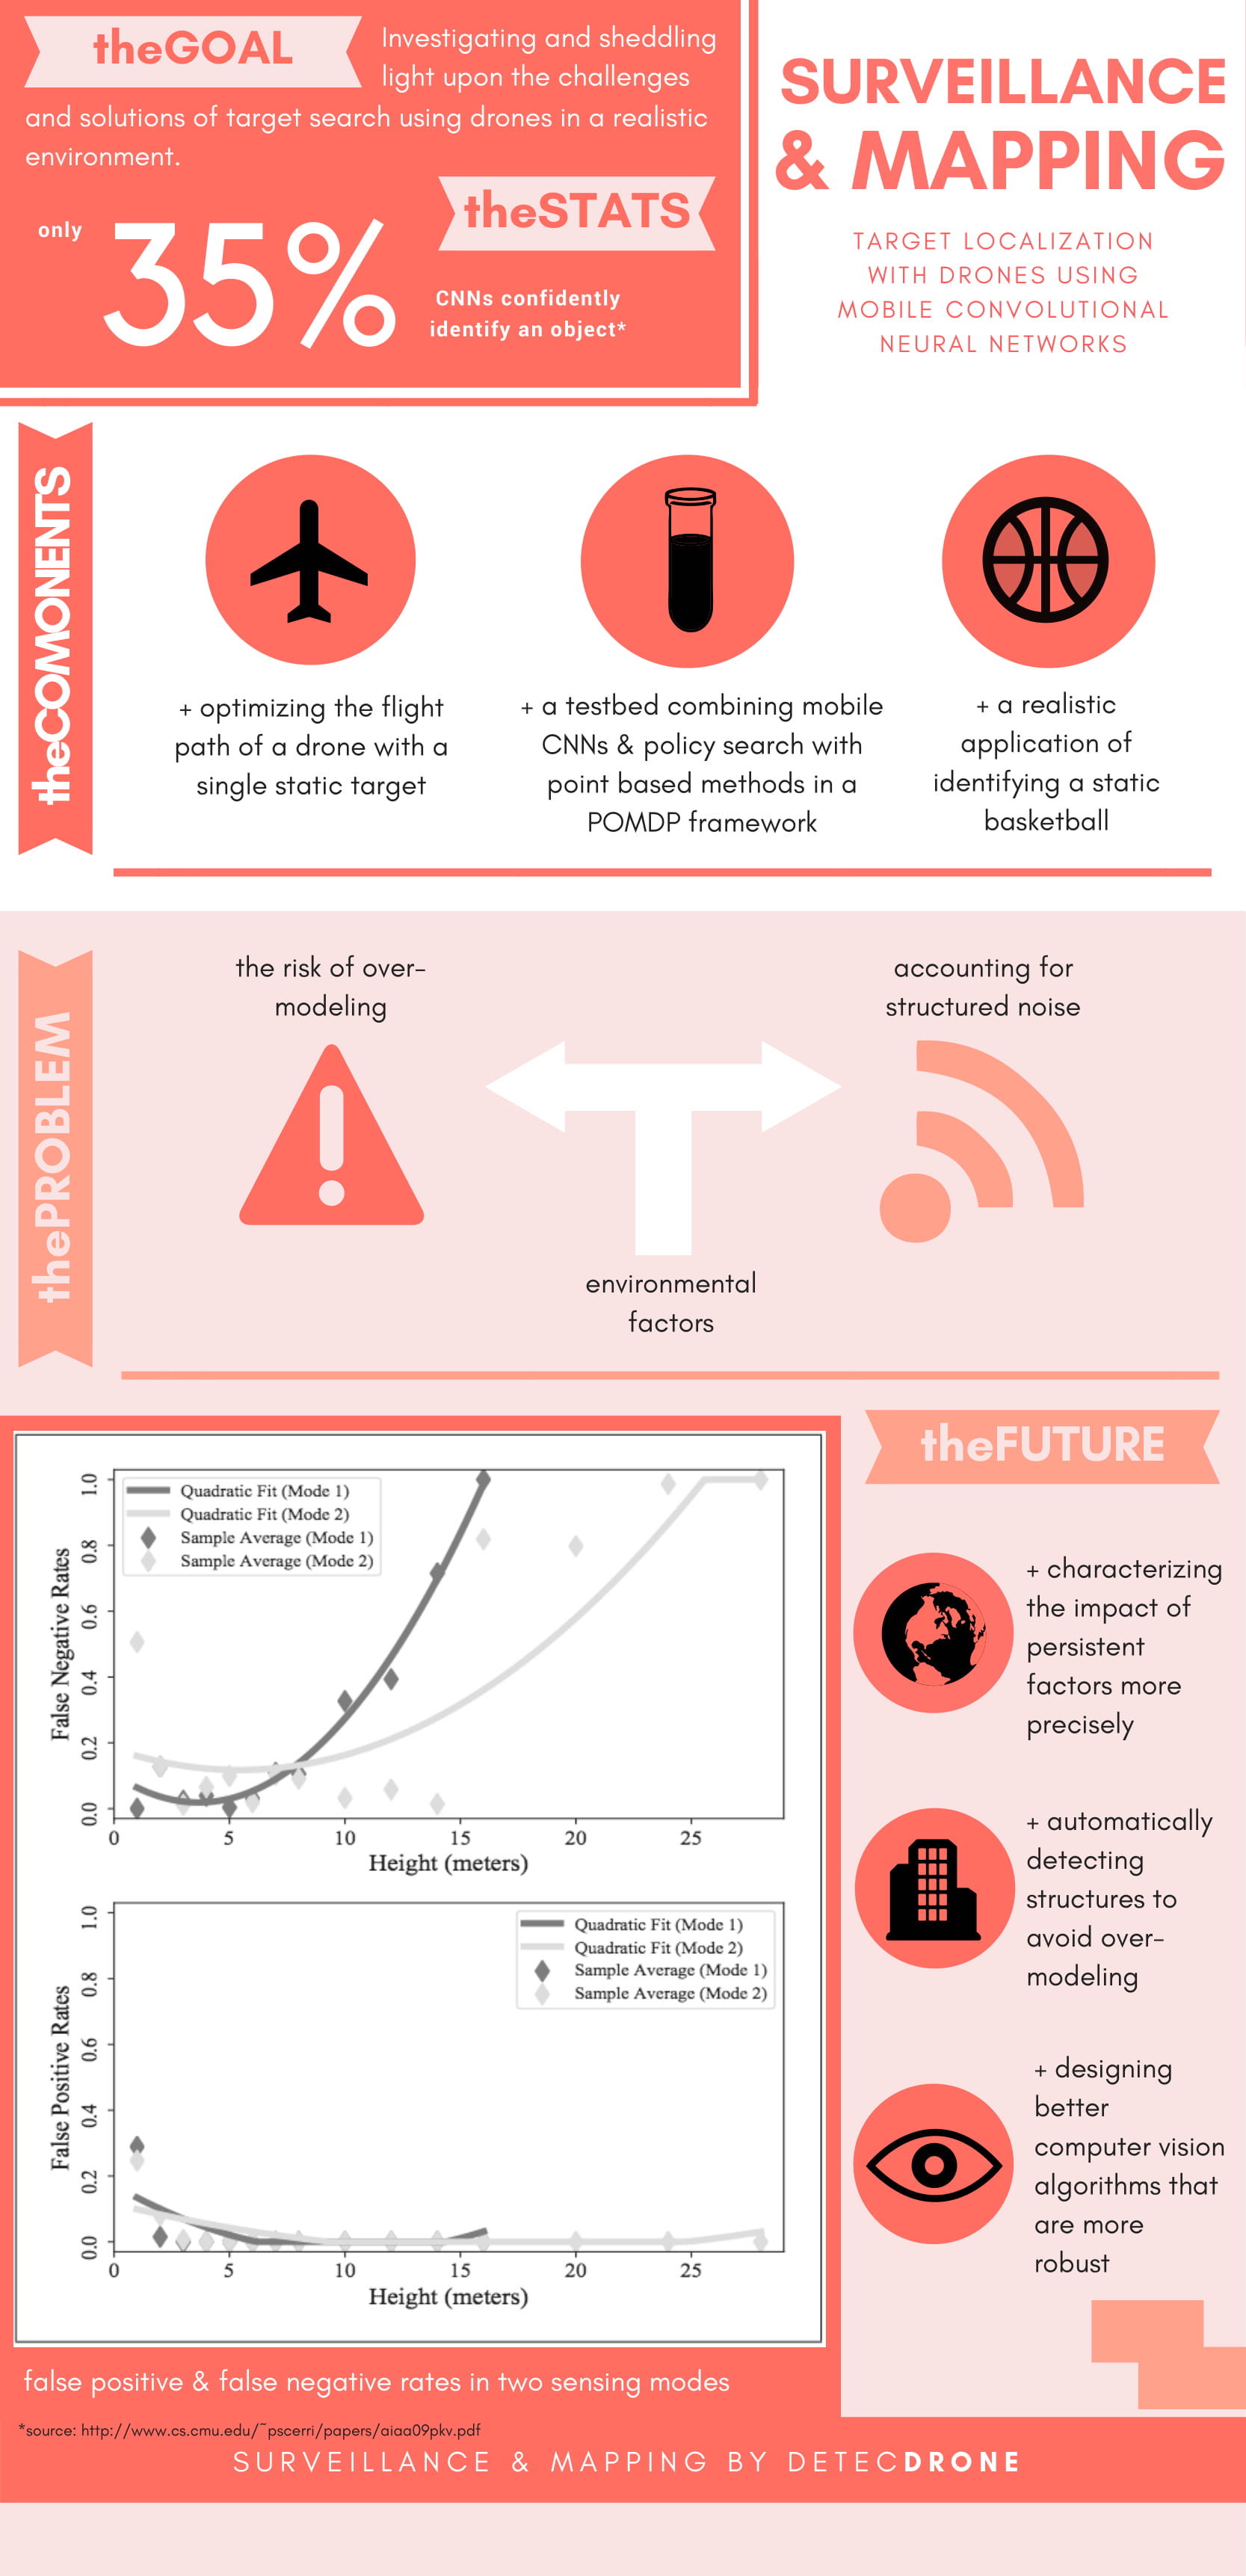 theGOAL
Investigating and sheddling
light upon the challenges
and solutions of target search using drones in a realistic
environment.
theSTATS
only
35%
CNNs confidently
identify an object*
SURVEILLANCE
& MAPPING
TARGET LOCALIZATION
WITH DRONES USING
MOBILE CONVOLUTIONAL
NEURAL NETWORKS
theCOMONENTS
+ optimizing the flight
path of a drone with a
single static target
+ a testbed combining mobile
CNNs & policy search with
point based methods in a
POMDP framework
+ a realistic
application of
identifying a static
basketball
thePROBLEM
the risk of over-
modeling
accounting for
structured noise
environmental
factors
False Negative Rates
1.0
0.8
0.6
0.4
0.2
0.0
Quadratic Fit (Mode 1)
Quadratic Fit (Mode 2)
Sample Average (Mode 1)
Sample Average (Mode 2)
0 5 10 15 20 25
Height (meters)
False Positive Rates
1.0
0.8
0.6
0.4
0.2
0.0
Quadratic Fit (Mode 1)
Quadratic Fit (Mode 2)
Sample Average (Mode 1)
Sample Average (Mode 2)
0 5 10 15 20 25
Height (meters)
false positive & false negative rates in two sensing modes
theFUTURE
+ characterizing
the impact of
persistent
factors more
precisely
+ automatically
detecting
structures to
avoid over-
modeling
+ designing
better
computer vision
algorithms that
are more
robust
*source: http://www.cs.cmu.edu/~pscerri/papers/aiaa09pkv.pdf
SURVEILLANCE & MAPPING BY DETECDRONE